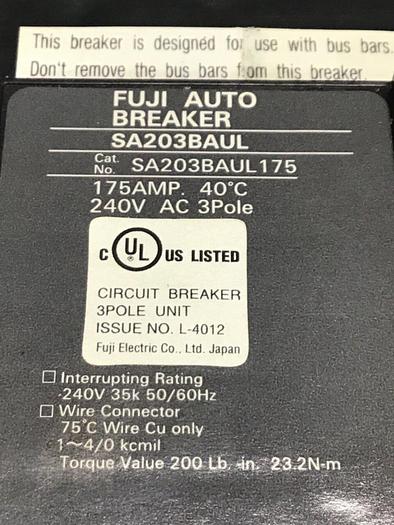 This breaker is designed for use with bus bars.
Don't remove the bus bars from this breaker.
FUJI AUTO
BREAKER
SA203BAUL
Cat. No. SA203BAUL175
175AMP. 40°C
240V AC 3Pole
C UL US LISTED
CIRCUIT BREAKER
3POLE UNIT
ISSUE NO. L-4012
Fuji Electric Co., Ltd. Japan
□ Interrupting Rating
-240V 35k 50/60Hz
□ Wire Connector
75°C Wire Cu only
1~4/0 kcmil
Torque Value 200 Lb.-in. 23.2N-m